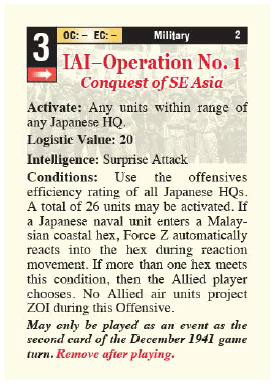 3
OC: – EC: – Military 2
IAI–Operation No. 1
Conquest of SE Asia
Activate: Any units within range of
any Japanese HQ.
Logistic Value: 20
Intelligence: Surprise Attack
Conditions: Use the offensives
efficiency rating of all Japanese HQs.
A total of 26 units may be activated. If
a Japanese naval unit enters a Malay-
sian coastal hex, Force Z automatically
reacts into the hex during reaction
movement. If more than one hex meets
this condition, then the Allied player
chooses. No Allied air units project
ZOI during this Offensive.
May only be played as an event as the
second card of the December 1941 game
turn. Remove after playing.